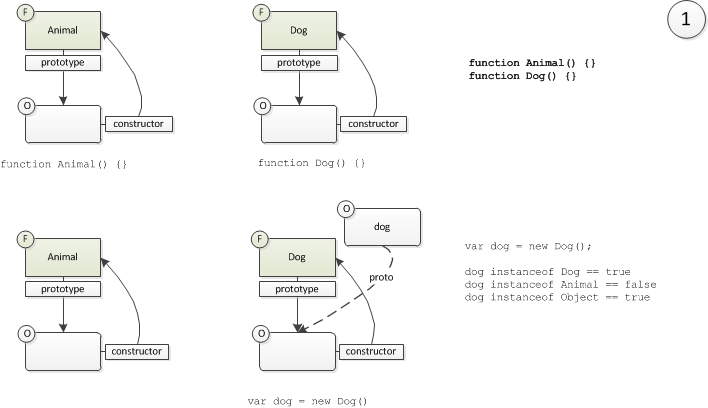 1
F
Animal
prototype
O
constructor
function Animal() {}
F
Dog
prototype
O
constructor
function Dog() {}
function Animal() {}
function Dog() {}
F
Animal
prototype
O
constructor
O
dog
F
Dog
proto
prototype
O
constructor
var dog = new Dog()
var dog = new Dog();
dog instanceof Dog == true
dog instanceof Animal == false
dog instanceof Object == true